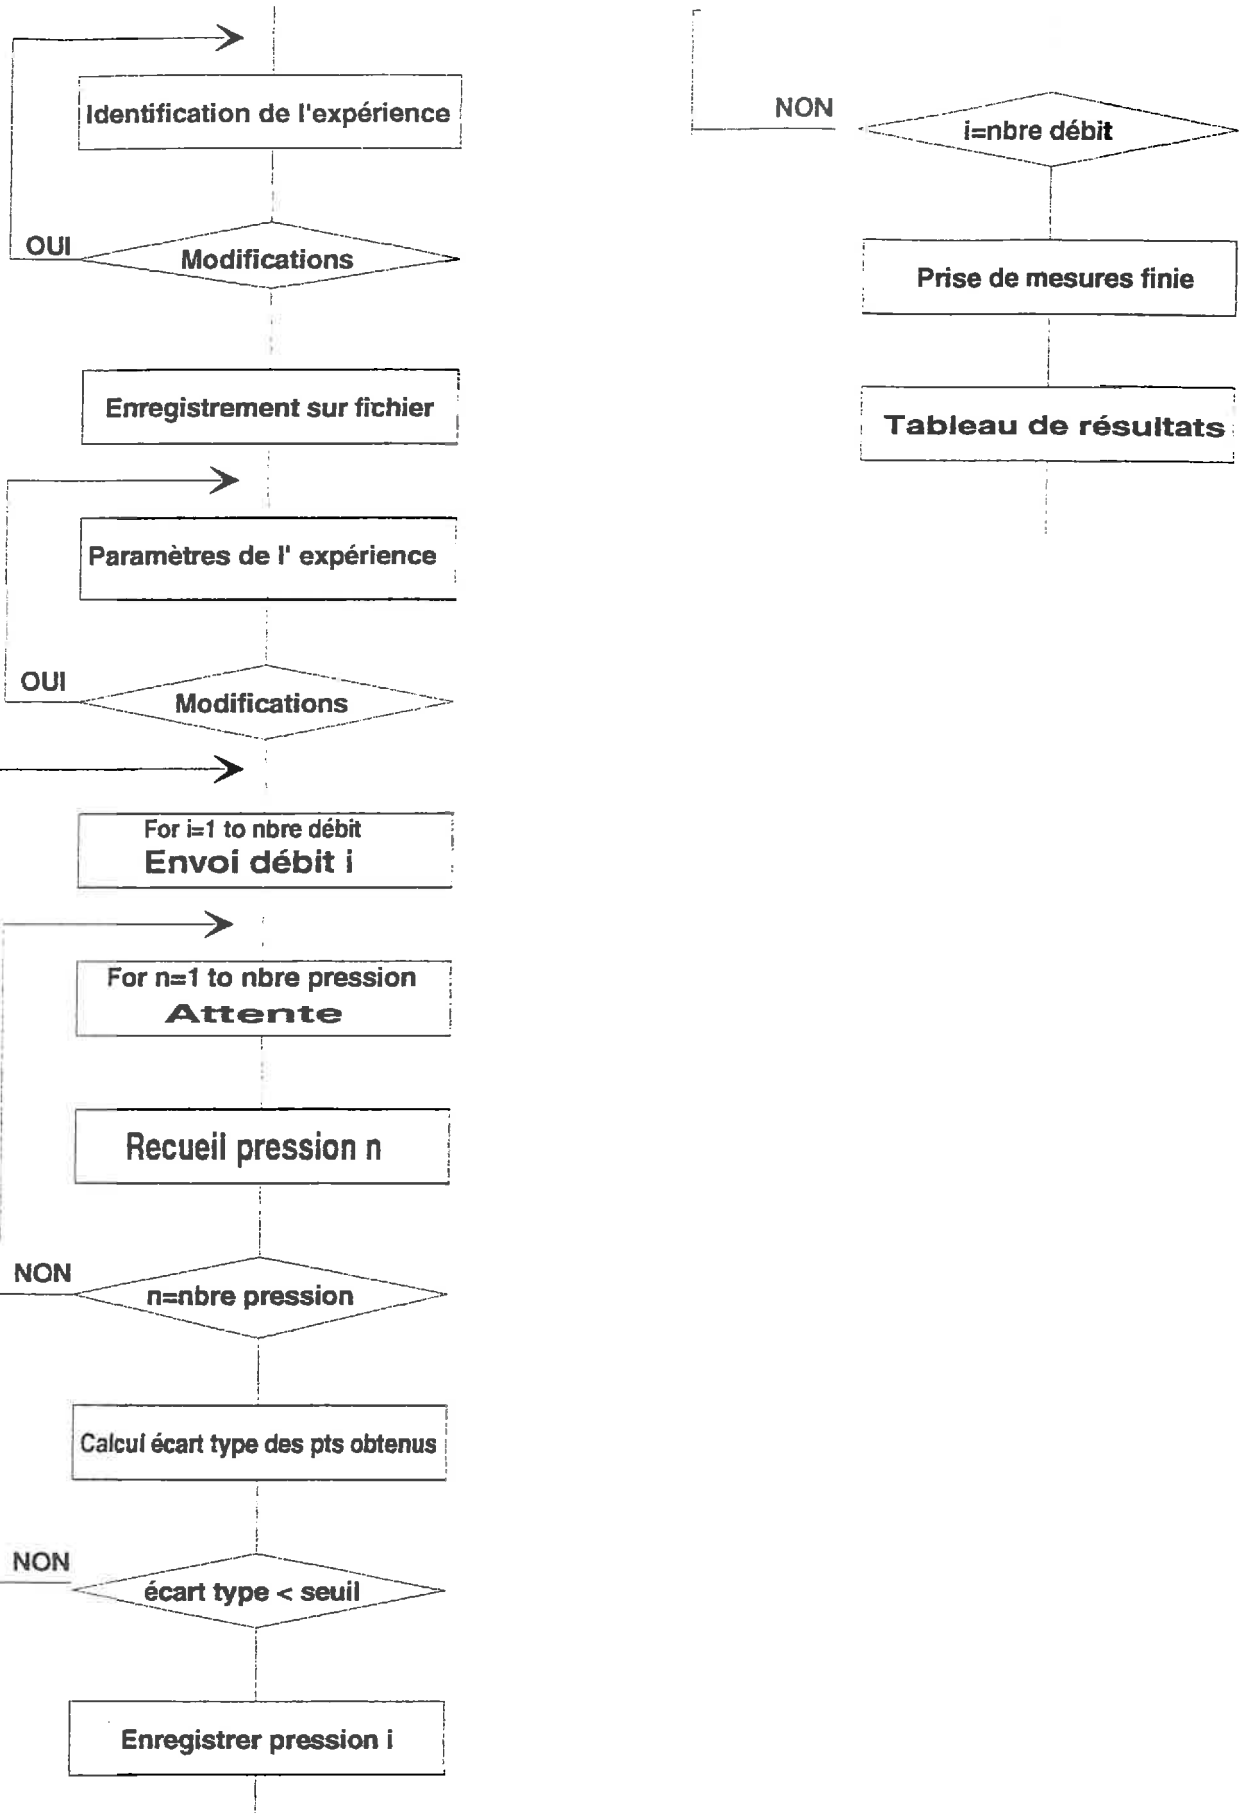 Identification de l'expérience
OUI
Modifications
Enregistrement sur fichier
Paramètres de l' expérience
OUI
Modifications
For i=1 to nbre débit
Envoi débit i
For n=1 to nbre pression
Attente
Recueil pression n
NON
n=nbre pression
Calcul écart type des pts obtenus
NON
écart type < seuil
Enregistrer pression i
NON
i=nbre débit
Prise de mesures finie
Tableau de résultats